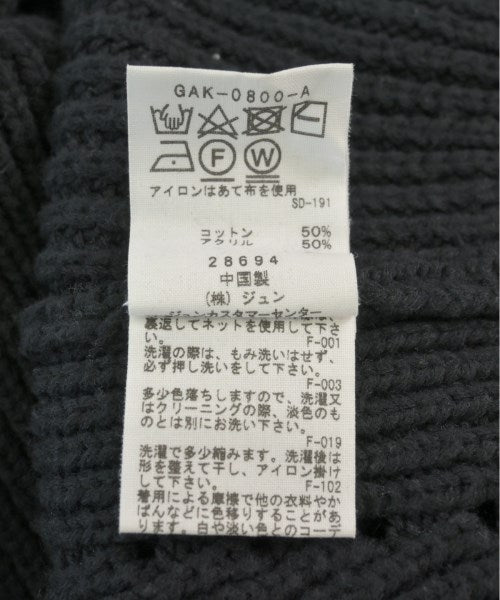 GAK-0800-A
F W
アイロンはあて布を使用
SD-191
コットン 50%
アクリル 50%
28694
中国製
(株) ジュン
ジュンカスタマーセンター
裏返してネットを使用して下さ
い。 F-001
洗濯の際は、もみ洗いはせず、
必ず押し洗いをして下さい。
F-003
多少色落ちしますので、洗濯又
はクリーニングの際、淡色のも
のとは別にお洗い下さい。
F-019
洗濯で多少縮みます。洗濯後は
形を整えて干し、アイロン掛け
して下さい。 F-102
着用による摩擦で他の衣料やか
ばんなどに色移りすることがあ
ります。白や淡い色とのコーデ